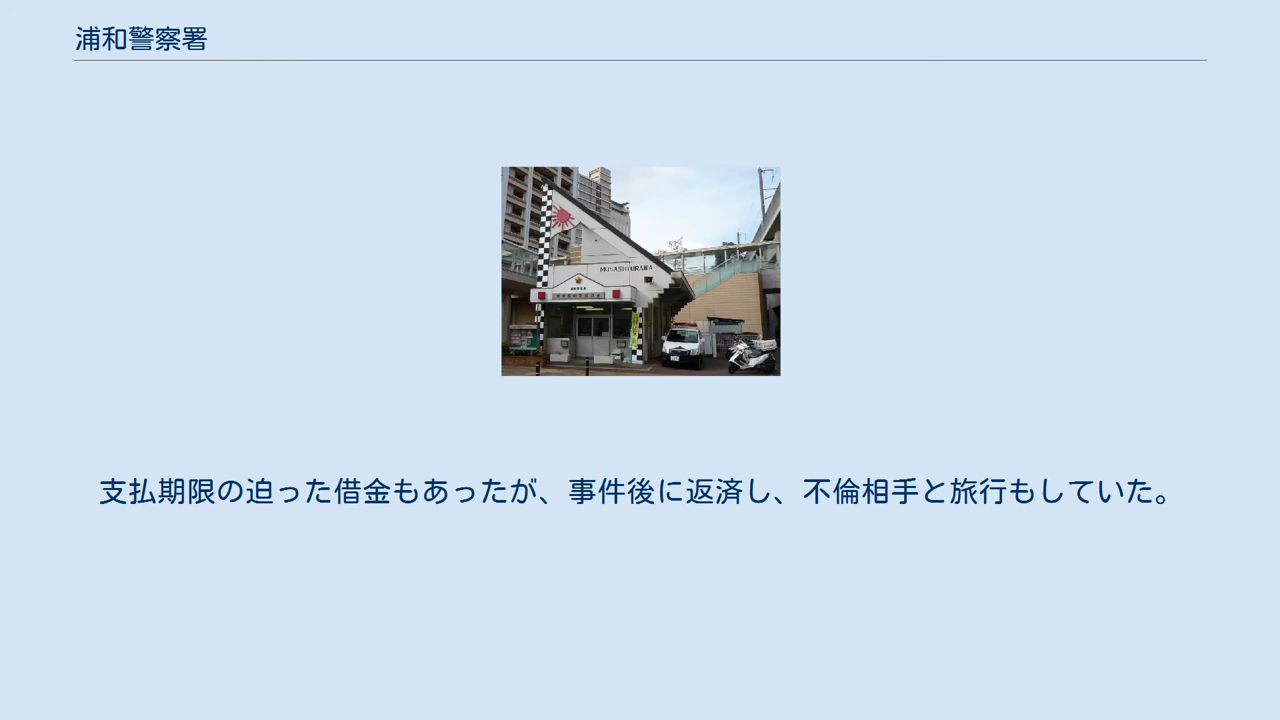 浦和警察署
MUSASHI URAWA
支払期限の迫った借金もあったが、事件後に返済し、不倫相手と旅行もしていた。